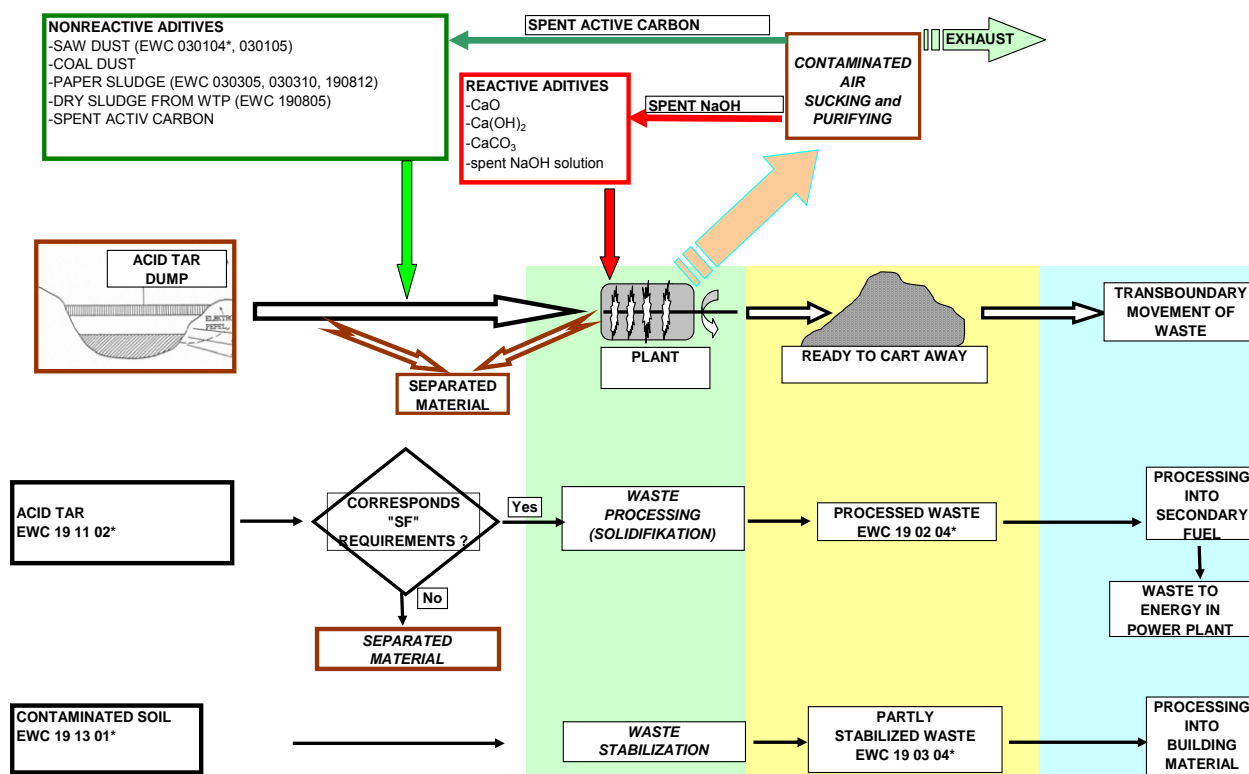 NONREACTIVE ADITIVES
-SAW DUST (EWC 030104*, 030105)
-COAL DUST
-PAPER SLUDGE (EWC 030305, 030310, 190812)
-DRY SLUDGE FROM WTP (EWC 190805)
-SPENT ACTIV CARBON
SPENT ACTIVE CARBON
EXHAUST
CONTAMINATED
AIR
SUCKING and
PURIFYING
REACTIVE ADITIVES
-CaO
-Ca(OH)₂
-CaCO₃
-spent NaOH solution
SPENT NaOH
ACID TAR
DUMP
SEPARATED
MATERIAL
PLANT
READY TO CART AWAY
TRANSBOUNDARY
MOVEMENT OF
WASTE
ACID TAR
EWC 19 11 02*
CORRESPONDS
"SF"
REQUIREMENTS ?
Yes
No
SEPARATED
MATERIAL
WASTE
PROCESSING
(SOLIDIFIKATION)
PROCESSED WASTE
EWC 19 02 04*
PROCESSING
INTO
SECONDARY
FUEL
WASTE TO
ENERGY IN
POWER PLANT
CONTAMINATED SOIL
EWC 19 13 01*
WASTE
STABILIZATION
PARTLY
STABILIZED WASTE
EWC 19 03 04*
PROCESSING
INTO
BUILDING
MATERIAL